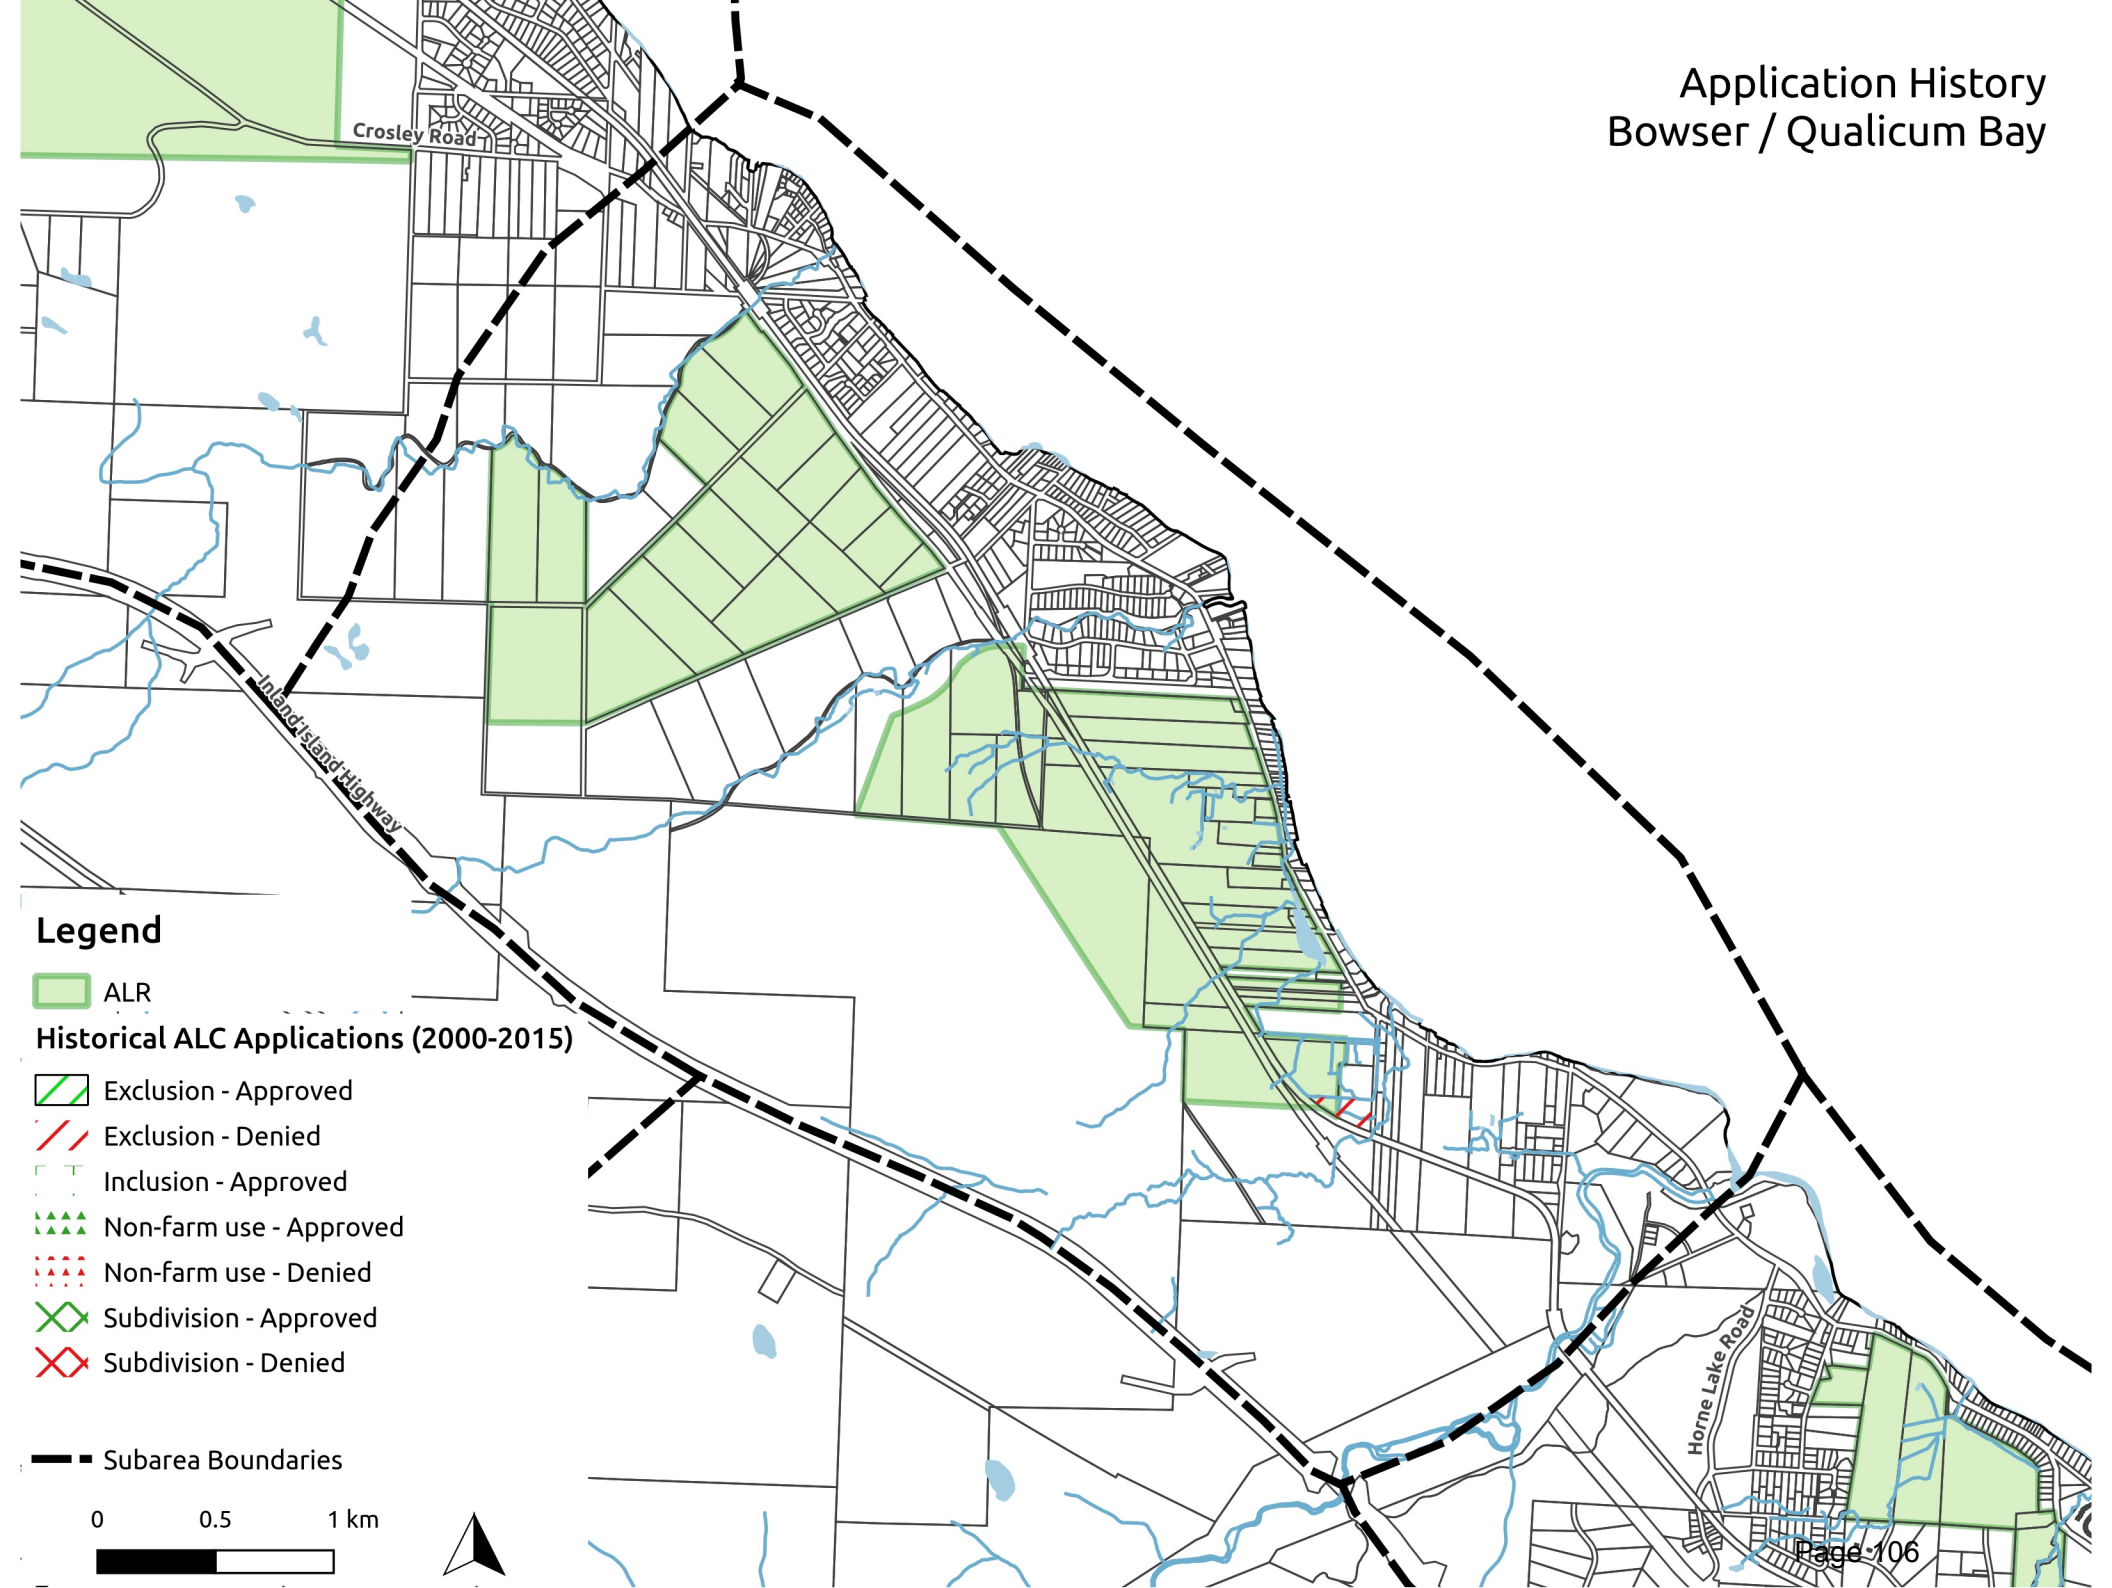 Application History
Bowser / Qualicum Bay
Crosley Road
Inland Island Highway
Legend
ALR
Historical ALC Applications (2000-2015)
Exclusion - Approved
Exclusion - Denied
Inclusion - Approved
Non-farm use - Approved
Non-farm use - Denied
Subdivision - Approved
Subdivision - Denied
Subarea Boundaries
0 0.5 1 km
Horne Lake Road
Page 106